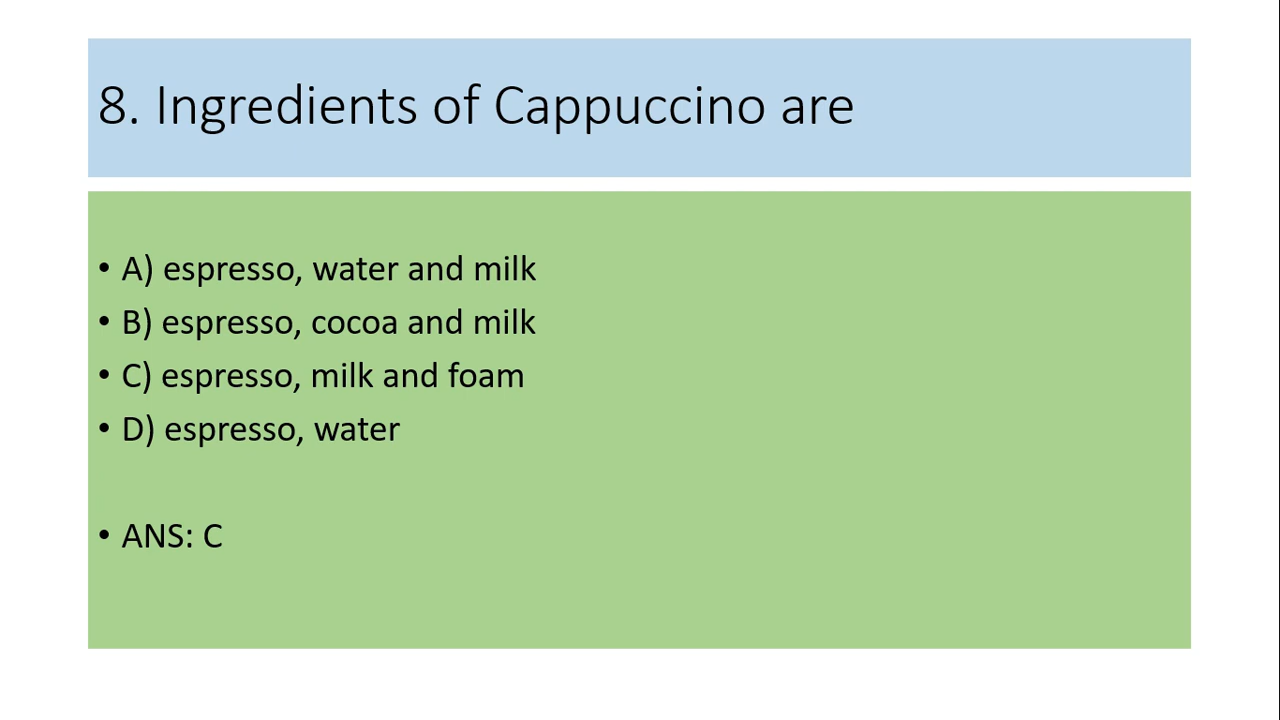 8. Ingredients of Cappuccino are
• A) espresso, water and milk
• B) espresso, cocoa and milk
• C) espresso, milk and foam
• D) espresso, water
• ANS: C